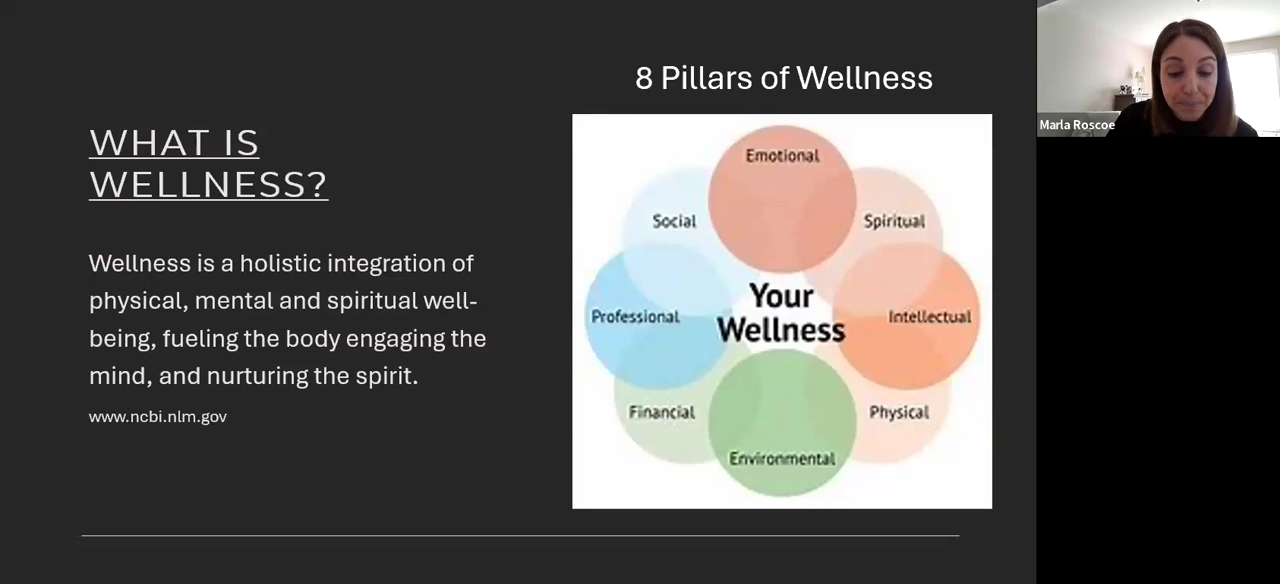 WHAT IS
WELLNESS?
Wellness is a holistic integration of
physical, mental and spiritual well-
being, fueling the body engaging the
mind, and nurturing the spirit.
www.ncbi.nlm.gov
8 Pillars of Wellness
Emotional
Social
Spiritual
Your
Wellness
Professional
Intellectual
Financial
Physical
Environmental
Marla Roscoe